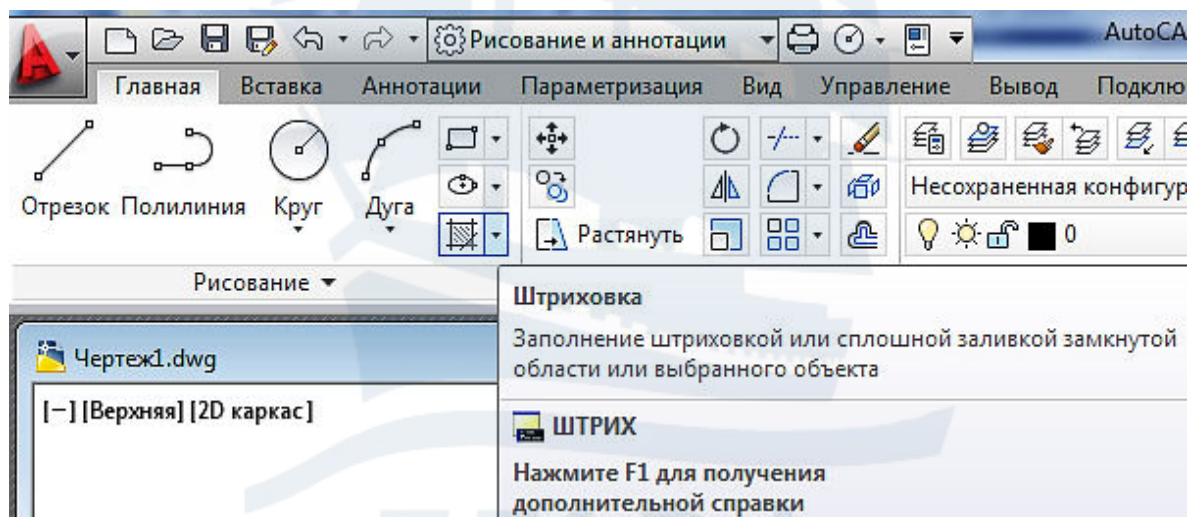 Рисование и аннотации
AutoCA
Главная Вставка Аннотации Параметризация Вид Управление Вывод Подклю
Отрезок Полилиния Круг Дуга
Растянуть
Несохраненная конфигур
0
Рисование
Штриховка
Заполнение штриховкой или сплошной заливкой замкнутой
области или выбранного объекта
ШТРИХ
Нажмите F1 для получения
дополнительной справки
Чертеж1.dwg
[−] [Верхняя] [2D каркас]